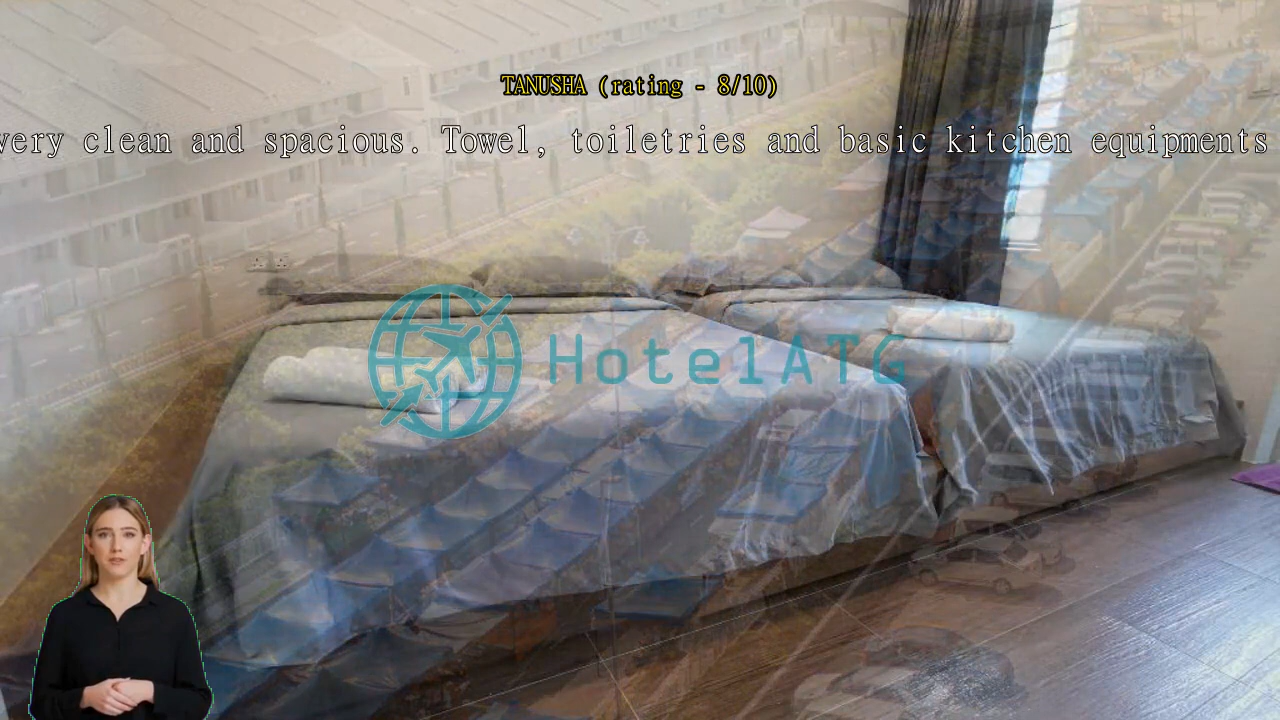 TANUSHA (rating - 8/10)
very clean and spacious. Towel, toiletries and basic kitchen equipments
HotelATG